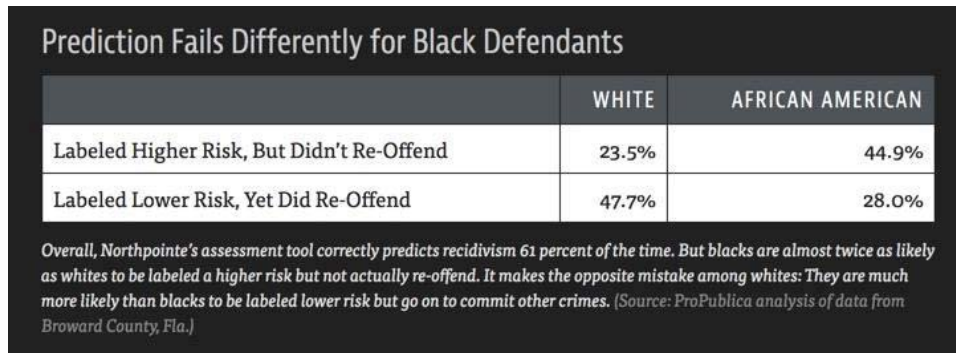 Prediction Fails Differently for Black Defendants
WHITE AFRICAN AMERICAN
Labeled Higher Risk, But Didn’t Re-Offend 23.5% 44.9%
Labeled Lower Risk, Yet Did Re-Offend 47.7% 28.0%
Overall, Northpointe’s assessment tool correctly predicts recidivism 61 percent of the time. But blacks are almost twice as likely
as whites to be labeled a higher risk but not actually re-offend. It makes the opposite mistake among whites: They are much
more likely than blacks to be labeled lower risk but go on to commit other crimes. (Source: ProPublica analysis of data from
Broward County, Fla.)